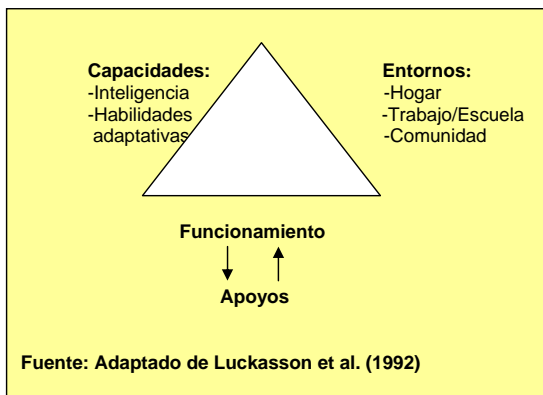 Capacidades:
-Inteligencia
-Habilidades
adaptativas
Entornos:
-Hogar
-Trabajo/Escuela
-Comunidad
Funcionamiento
Apoyos
Fuente: Adaptado de Luckasson et al. (1992)